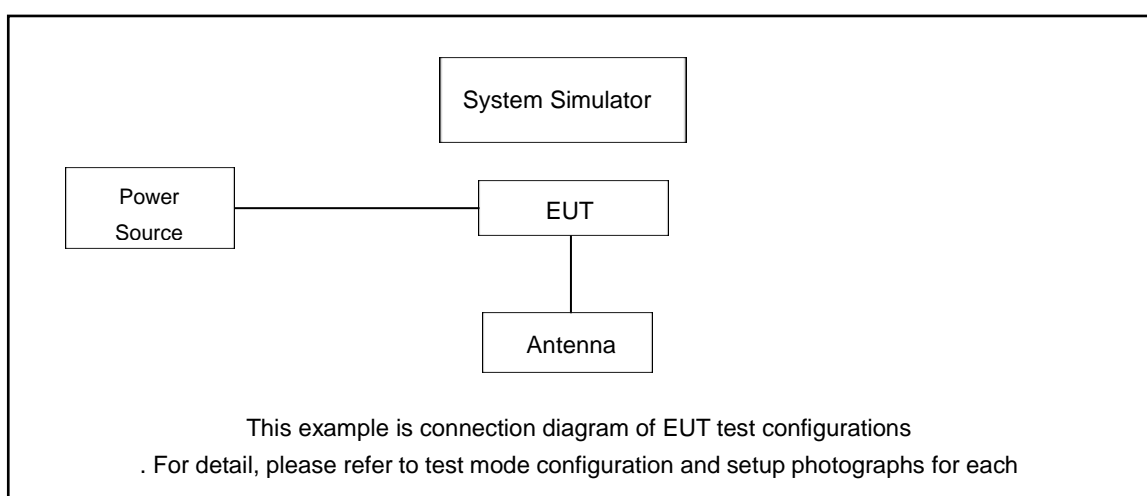 System Simulator
Power
Source
EUT
Antenna
This example is connection diagram of EUT test configurations
. For detail, please refer to test mode configuration and setup photographs for each